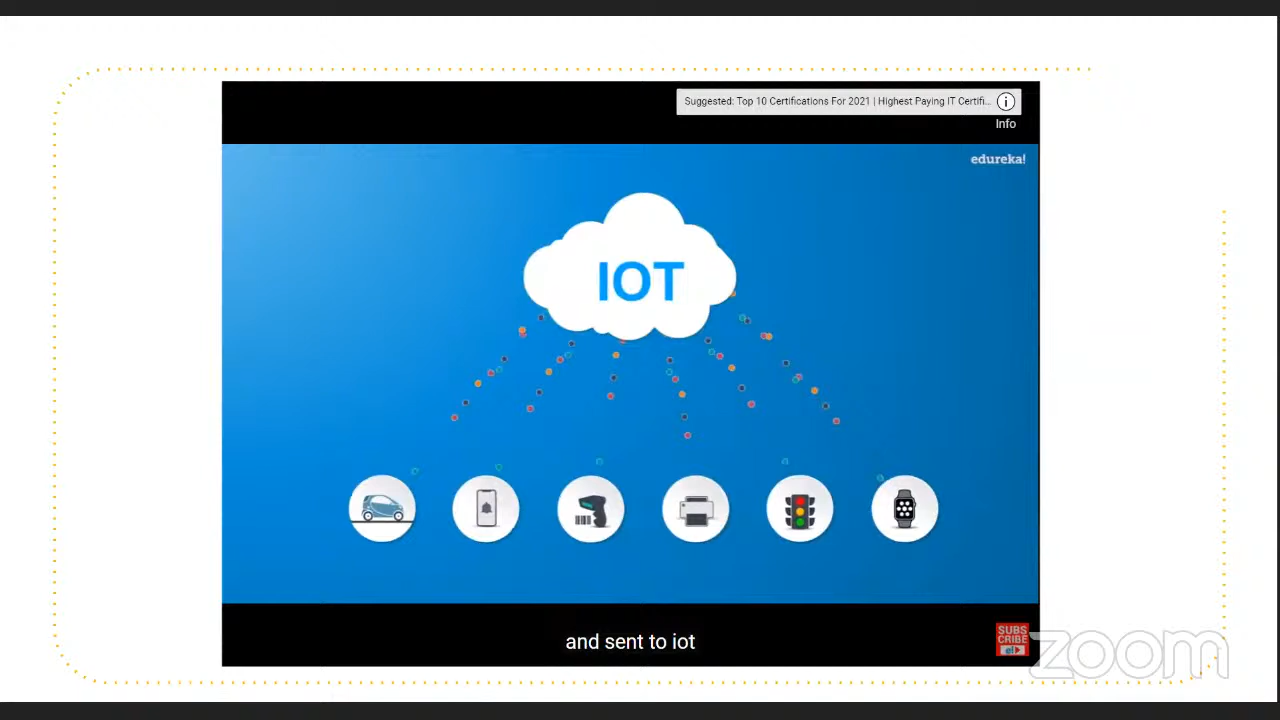 Suggested: Top 10 Certifications For 2021 | Highest Paying IT Certifi...
Info
edureka!
IOT
and sent to iot
SUBS
CRIBE
e!
zoom